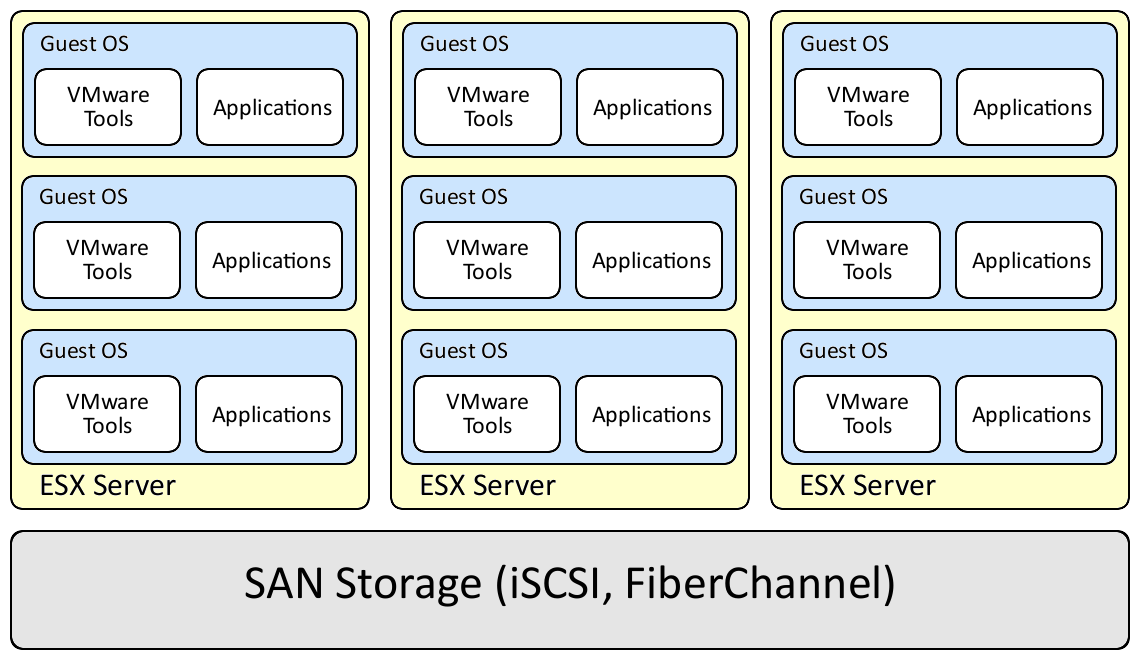 Guest OS
VMware
Tools
Applications
Guest OS
VMware
Tools
Applications
Guest OS
VMware
Tools
Applications
ESX Server
Guest OS
VMware
Tools
Applications
Guest OS
VMware
Tools
Applications
Guest OS
VMware
Tools
Applications
ESX Server
Guest OS
VMware
Tools
Applications
Guest OS
VMware
Tools
Applications
Guest OS
VMware
Tools
Applications
ESX Server
SAN Storage (iSCSI, FiberChannel)